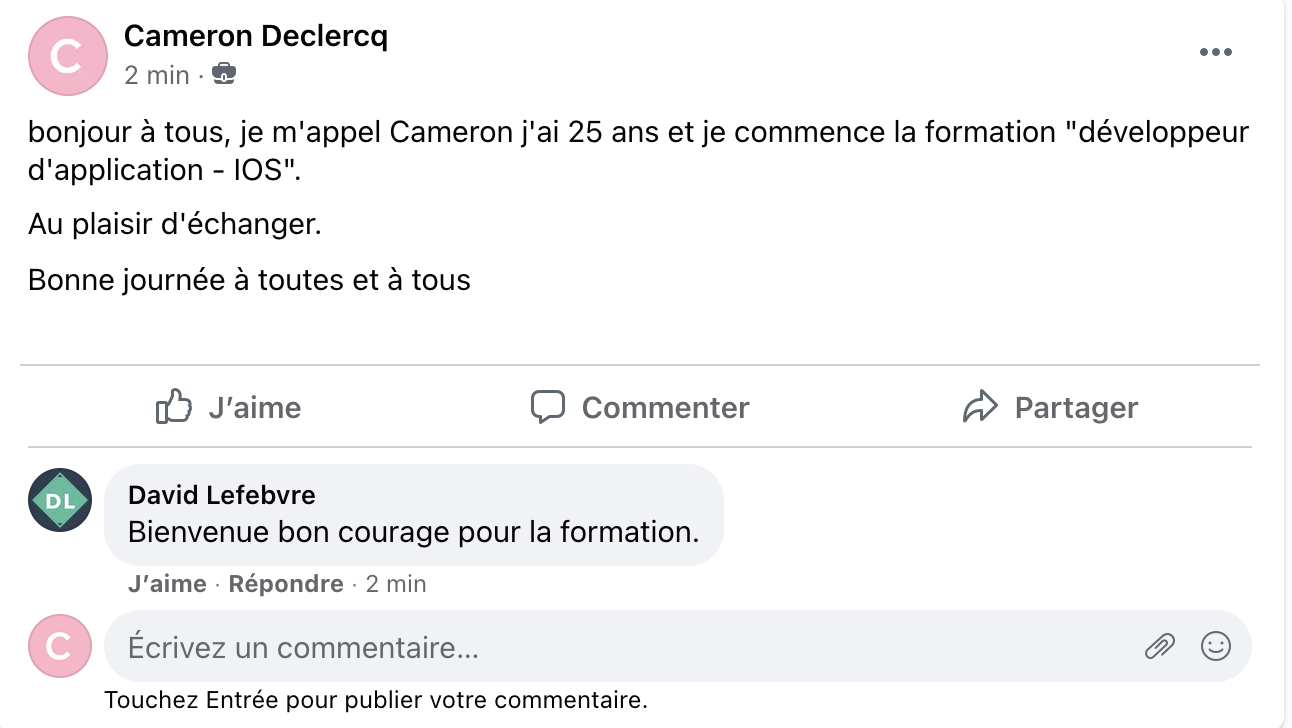 C
Cameron Declercq
2 min ·
bonjour à tous, je m'appel Cameron j'ai 25 ans et je commence la formation "développeur
d'application - IOS".
Au plaisir d'échanger.
Bonne journée à toutes et à tous
J’aime
Commenter
Partager
DL
David Lefebvre
Bienvenue bon courage pour la formation.
J’aime · Répondre · 2 min
C
Écrivez un commentaire...
Touchez Entrée pour publier votre commentaire.